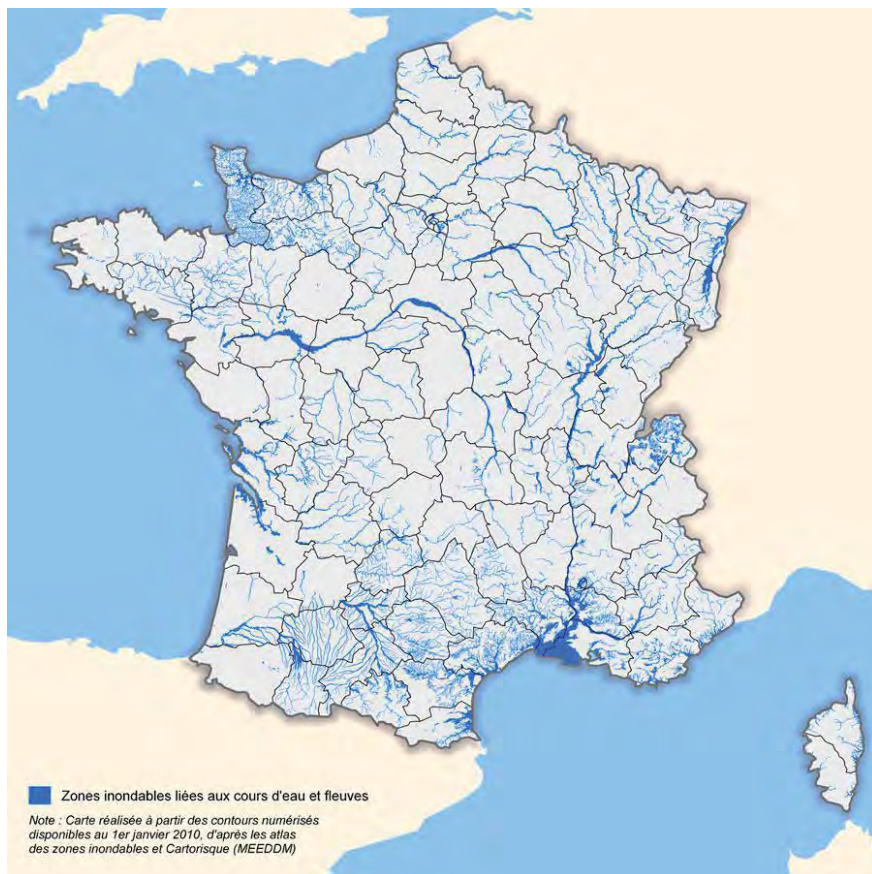 Zones inondables liées aux cours d'eau et fleuves
Note : Carte réalisée à partir des contours numérisés
disponibles au 1er janvier 2010, d'après les atlas
des zones inondables et Cartorisque (MEEDDM)